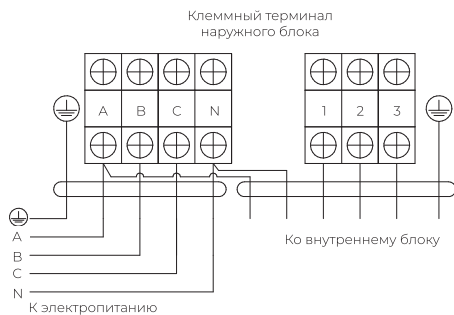 Клеммный терминал
наружного блока
A B C N
1 2 3
A
B
C
N
Ко внутреннему блоку
К электропитанию